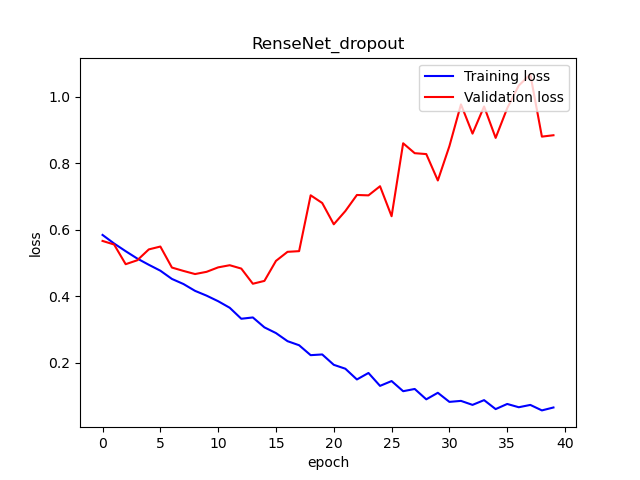 RenseNet_dropout
Training loss
Validation loss
1.0
0.8
0.6
0.4
0.2
loss
0 5 10 15 20 25 30 35 40
epoch